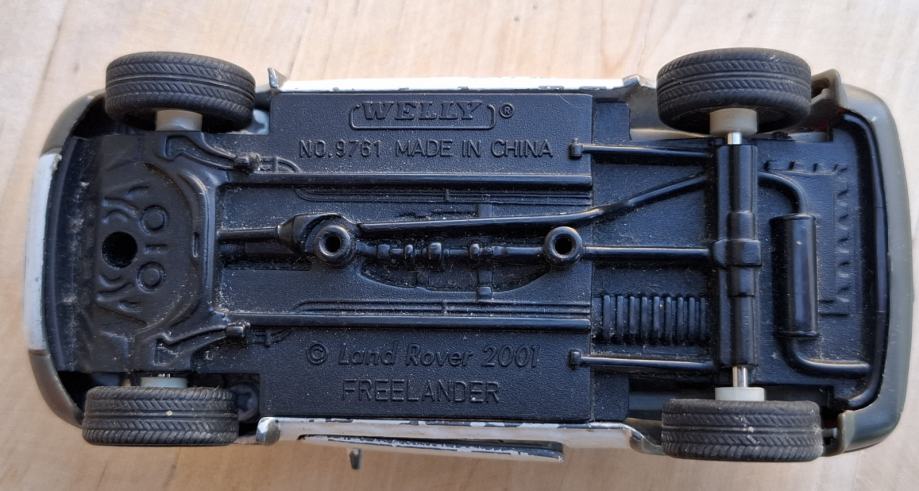 WELLY®
NO.9761 MADE IN CHINA
© Land Rover 2001
FREELANDER